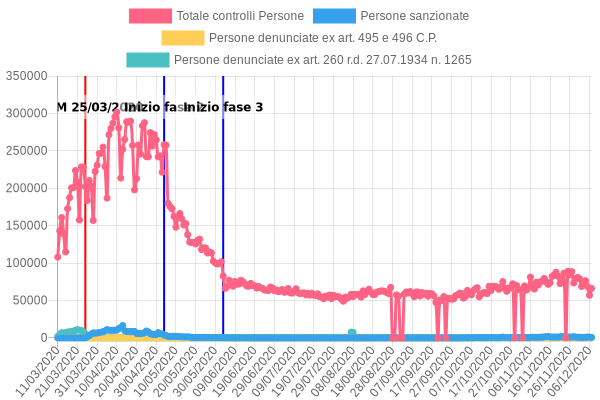 Totale controlli Persone Persone sanzionate
Persone denunciate ex art. 495 e 496 C.P.
Persone denunciate ex art. 260 r.d. 27.07.1934 n. 1265
350000
M 25/03/2020 Inizio fase 2 Inizio fase 3
300000
250000
200000
150000
100000
50000
0
11/03/2020 21/03/2020 31/03/2020 10/04/2020 20/04/2020 30/04/2020 10/05/2020 20/05/2020 30/05/2020 09/06/2020 19/06/2020 29/06/2020 09/07/2020 19/07/2020 29/07/2020 08/08/2020 18/08/2020 28/08/2020 07/09/2020 17/09/2020 27/09/2020 07/10/2020 17/10/2020 27/10/2020 06/11/2020 16/11/2020 26/11/2020 06/12/2020